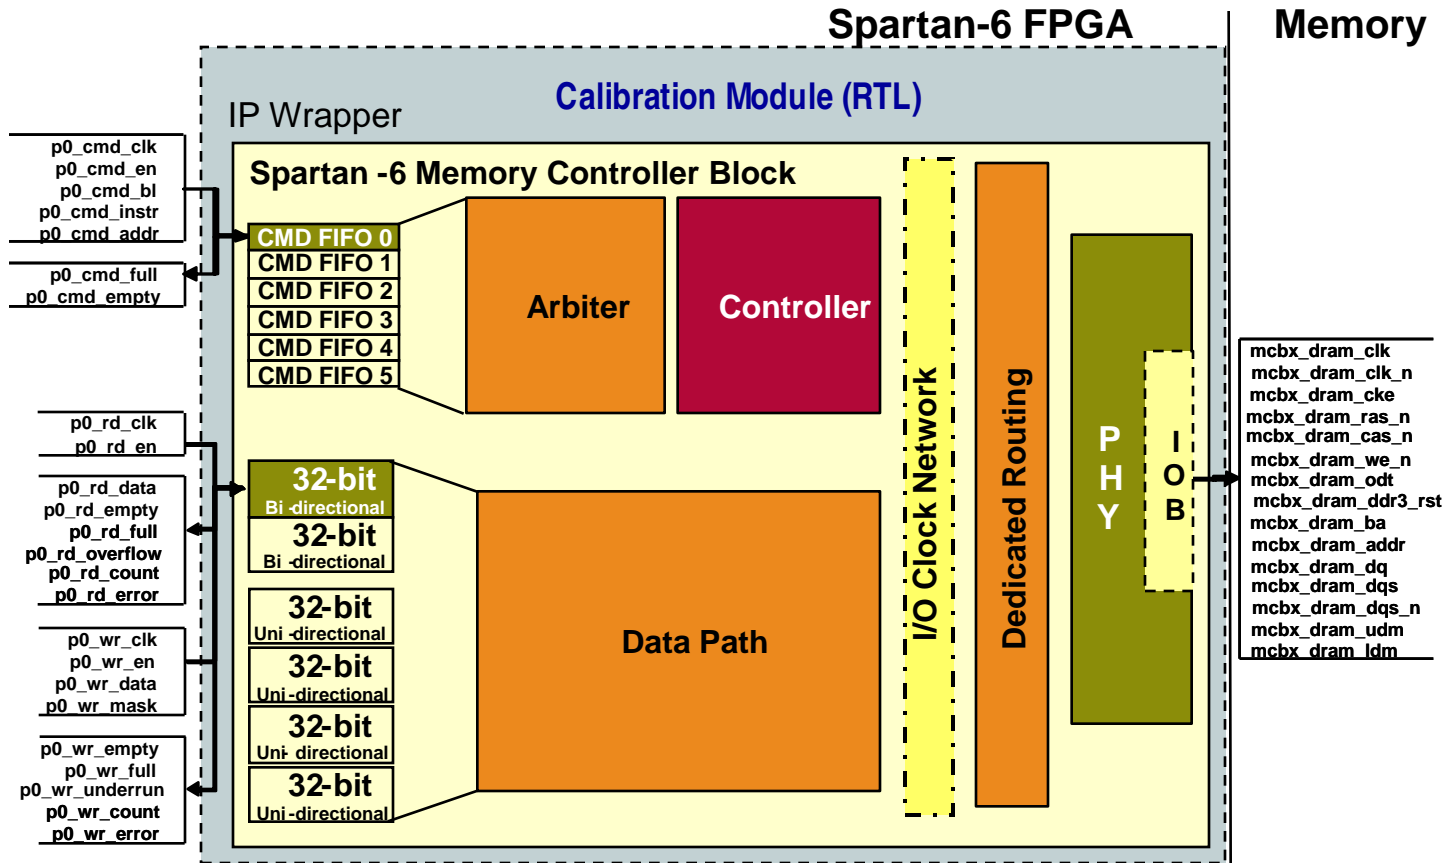 Spartan-6 FPGA
Memory
Calibration Module (RTL)
IP Wrapper
p0_cmd_clk
p0_cmd_en
p0_cmd_bl
p0_cmd_instr
p0_cmd_addr
p0_cmd_full
p0_cmd_empty
p0_rd_clk
p0_rd_en
p0_rd_data
p0_rd_empty
p0_rd_full
p0_rd_overflow
p0_rd_count
p0_rd_error
p0_wr_clk
p0_wr_en
p0_wr_data
p0_wr_mask
p0_wr_empty
p0_wr_full
p0_wr_underrun
p0_wr_count
p0_wr_error
Spartan -6 Memory Controller Block
CMD FIFO 0
CMD FIFO 1
CMD FIFO 2
CMD FIFO 3
CMD FIFO 4
CMD FIFO 5
Arbiter
Controller
32-bit
Bi -directional
32-bit
Bi -directional
32-bit
Uni -directional
32-bit
Uni -directional
32-bit
Uni- directional
32-bit
Uni -directional
Data Path
I/O Clock Network
Dedicated Routing
PHY
IOB
mcbx_dram_clk
mcbx_dram_clk_n
mcbx_dram_cke
mcbx_dram_ras_n
mcbx_dram_cas_n
mcbx_dram_we_n
mcbx_dram_odt
mcbx_dram_ddr3_rst
mcbx_dram_ba
mcbx_dram_addr
mcbx_dram_dq
mcbx_dram_dqs
mcbx_dram_dqs_n
mcbx_dram_udm
mcbx_dram_ldm